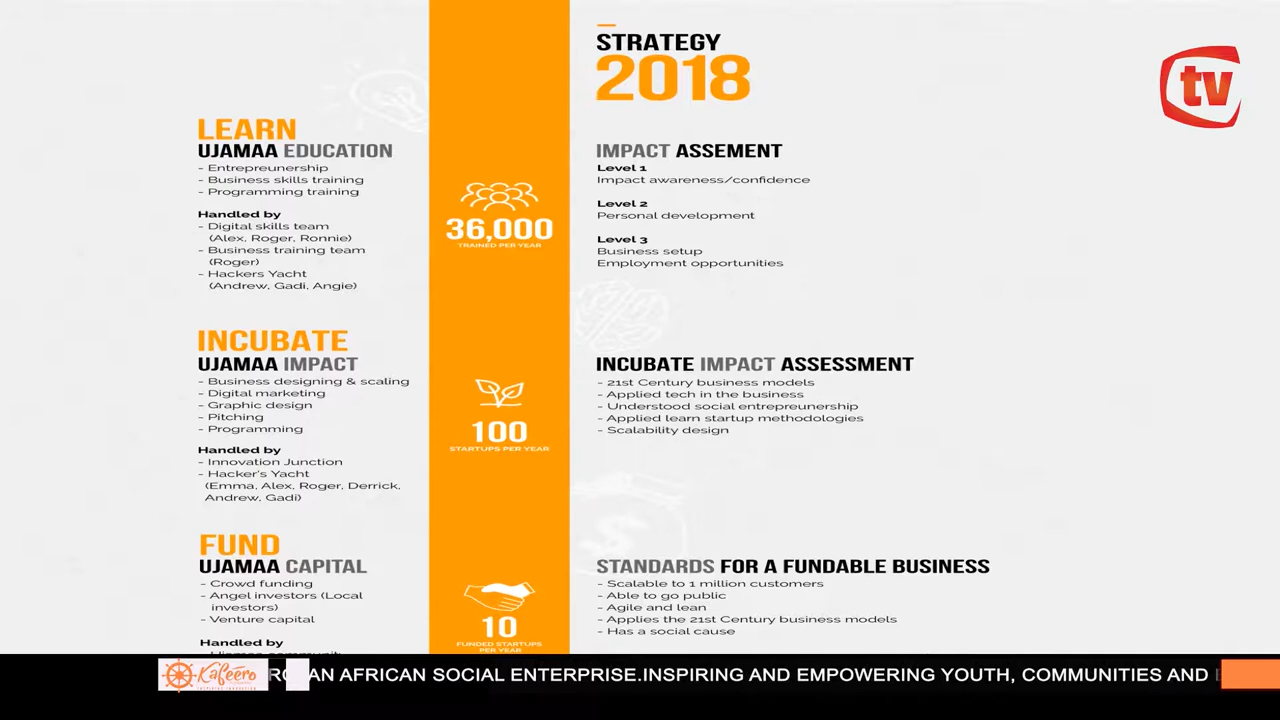 STRATEGY
2018
tv
LEARN
UJAMAA EDUCATION
- Entrepreunership
- Business skills training
- Programming training
Handled by
- Digital skills team
(Alex, Roger, Ronnie)
- Business training team
(Roger)
- Hackers Yacht
(Andrew, Gadi, Angie)
36,000
TRAINED PER YEAR
IMPACT ASSEMENT
Level 1
Impact awareness/confidence
Level 2
Personal development
Level 3
Business setup
Employment opportunities
INCUBATE
UJAMAA IMPACT
- Business designing & scaling
- Digital marketing
- Graphic design
- Pitching
- Programming
Handled by
- Innovation Junction
- Hacker's Yacht
(Emma, Alex, Roger, Derrick,
Andrew, Gadi)
100
STARTUPS PER YEAR
INCUBATE IMPACT ASSESSMENT
- 21st Century business models
- Applied tech in the business
- Understood social entrepreunership
- Applied learn startup methodologies
- Scalability design
FUND
UJAMAA CAPITAL
- Crowd funding
- Angel investors (Local
investors)
- Venture capital
Handled by
10
FUNDED STARTUPS
PER YEAR
STANDARDS FOR A FUNDABLE BUSINESS
- Scalable to 1 million customers
- Able to go public
- Agile and lean
- Applies the 21st Century business models
- Has a social cause
Kafeero
AN AFRICAN SOCIAL ENTERPRISE.INSPIRING AND EMPOWERING YOUTH, COMMUNITIES AND